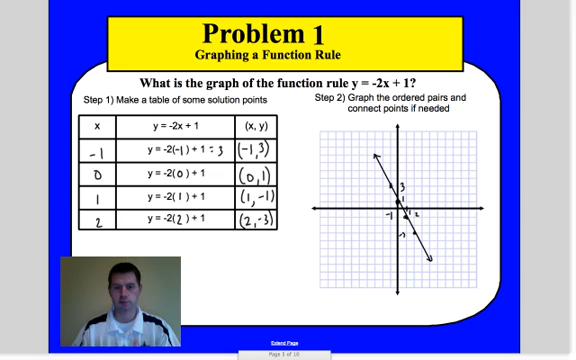 Problem 1
Graphing a Function Rule
What is the graph of the function rule y = -2x + 1?
Step 1) Make a table of some solution points
x y = -2x + 1 (x, y)
-1 y = -2(-1) + 1 = 3 (-1,3)
0 y = -2(0) + 1 (0,1)
1 y = -2(1) + 1 (1,-1)
2 y = -2(2) + 1 (2,-3)
Step 2) Graph the ordered pairs and
connect points if needed
3
1
-1 1 2
Extend Page
Page 1 of 10